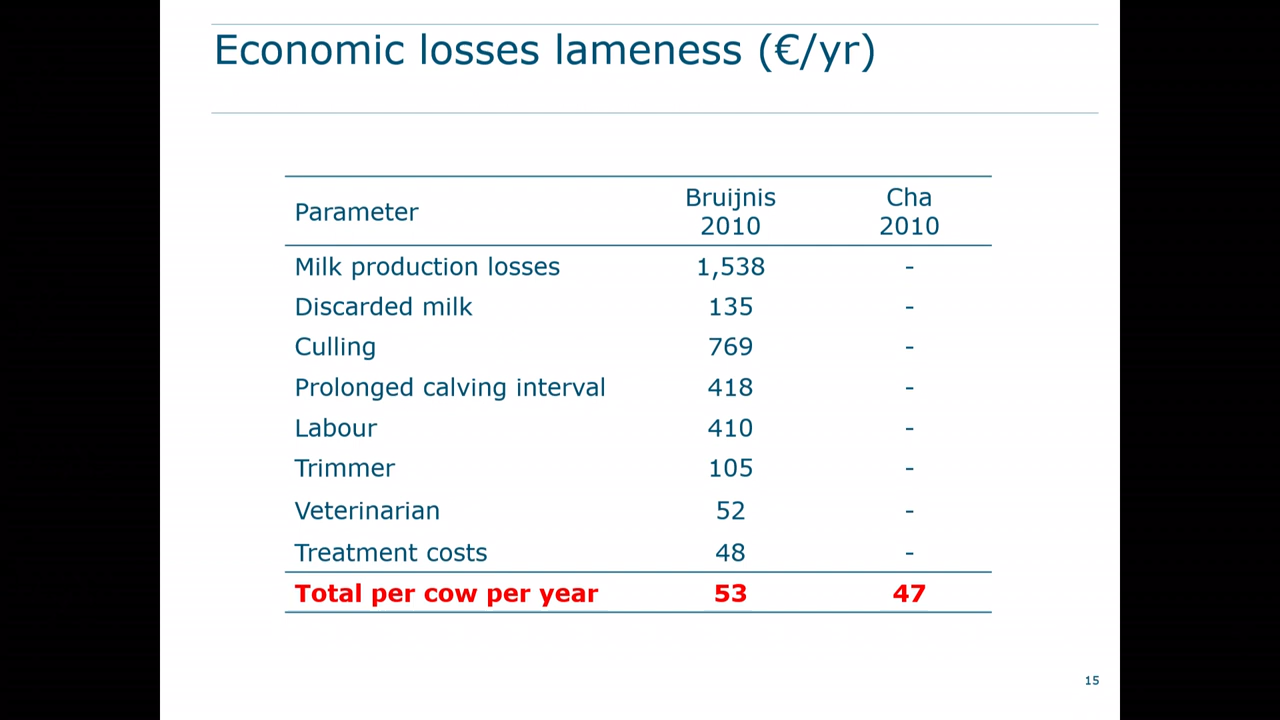 Economic losses lameness (€/yr)
Parameter Bruijnis 2010 Cha 2010
Milk production losses 1,538 -
Discarded milk 135 -
Culling 769 -
Prolonged calving interval 418 -
Labour 410 -
Trimmer 105 -
Veterinarian 52 -
Treatment costs 48 -
Total per cow per year 53 47
15